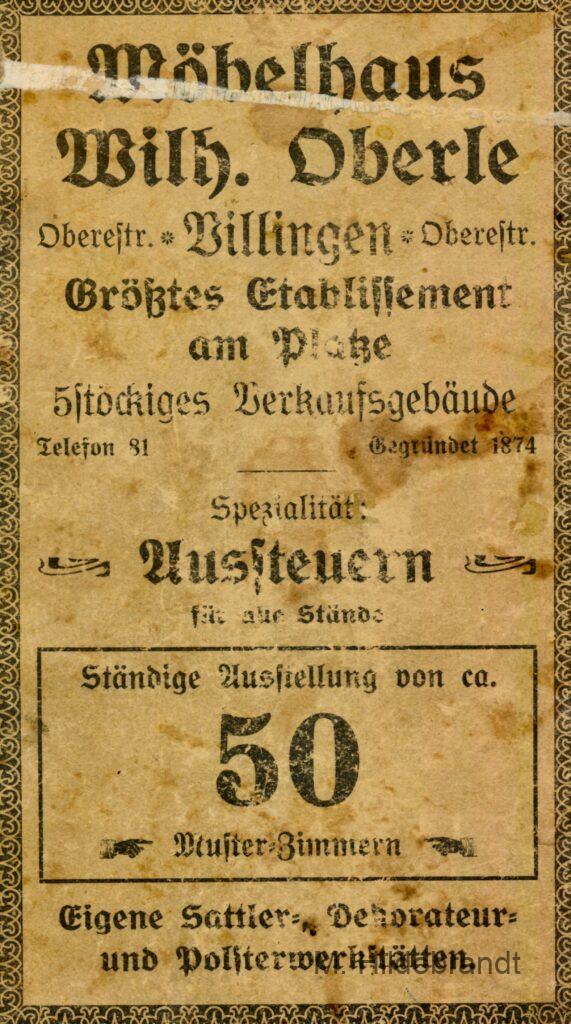 Möbelhaus
Wilh. Oberle
Oberestr. * Villingen * Oberestr.
Größtes Etablissement
am Platze
5stöckiges Verkaufsgebäude
Telefon 81 Gegründet 1874
Spezialität:
Aussteuern
für alle Stände
Ständige Ausstellung von ca.
50
Muster-Zimmern
Eigene Sattler-, Dekorateur-
und Polsterwerkstätten.
M. Hildebrandt